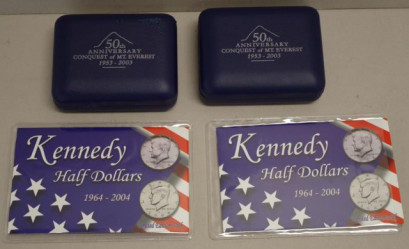 50th
ANNIVERSARY
CONQUEST of MT. EVEREST
1953 - 2003
50th
ANNIVERSARY
CONQUEST of MT. EVEREST
1953 - 2003
Kennedy
Half Dollars
1964 - 2004
Kennedy
Half Dollars
1964 - 2004